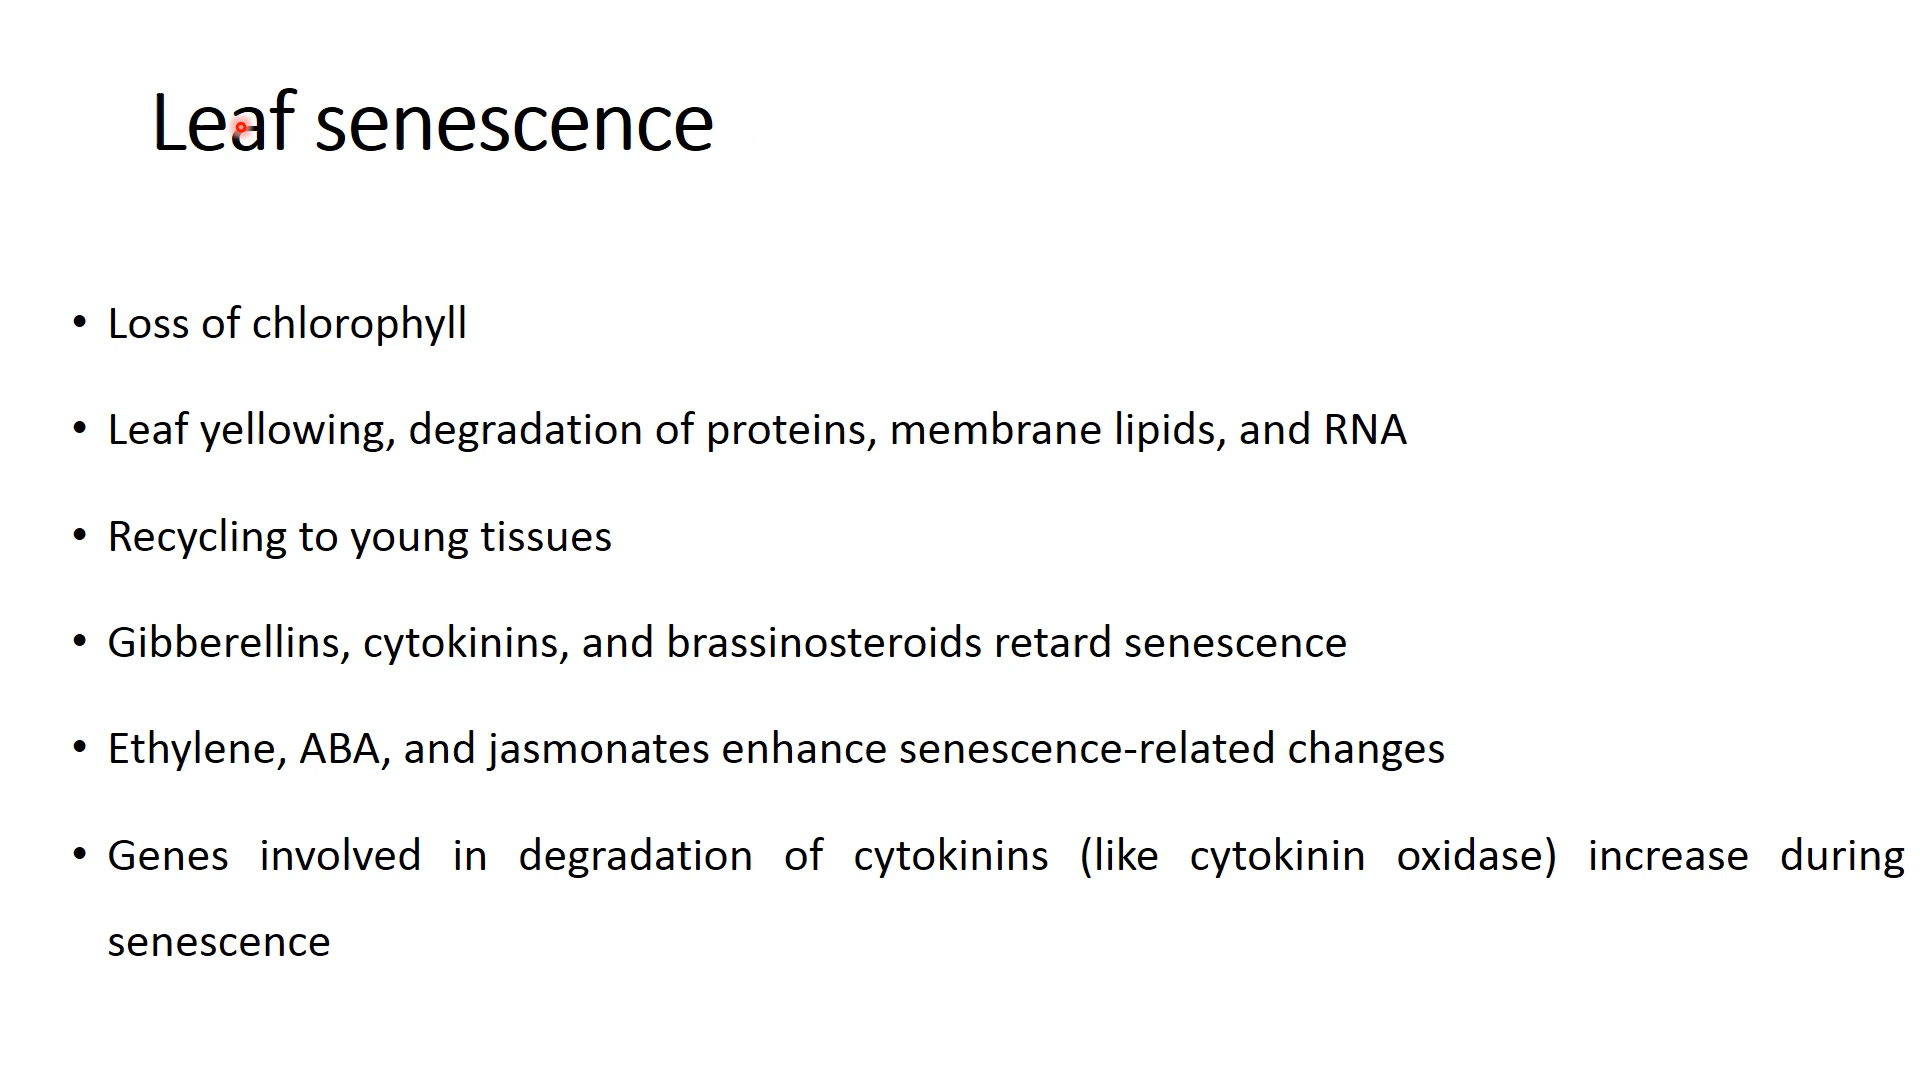 Leaf senescence
• Loss of chlorophyll
• Leaf yellowing, degradation of proteins, membrane lipids, and RNA
• Recycling to young tissues
• Gibberellins, cytokinins, and brassinosteroids retard senescence
• Ethylene, ABA, and jasmonates enhance senescence-related changes
• Genes involved in degradation of cytokinins (like cytokinin oxidase) increase during
senescence